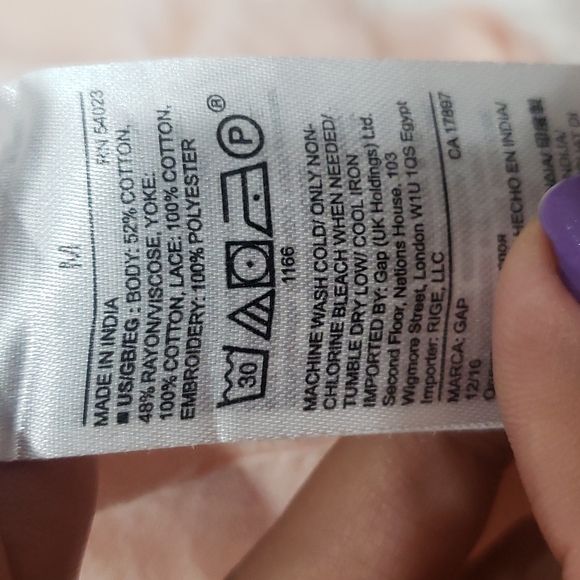 M
RN 54023
MADE IN INDIA
■ US/GB/EG : BODY: 52% COTTON,
48% RAYON/VISCOSE, YOKE:
100% COTTON, LACE: 100% COTTON,
EMBROIDERY: 100% POLYESTER
30 P ®
1166
MACHINE WASH COLD/ ONLY NON-
CHLORINE BLEACH WHEN NEEDED/
TUMBLE DRY LOW/ COOL IRON
IMPORTED BY: Gap (UK Holdings) Ltd.
Second Floor, Nations House, 103
Wigmore Street, London W1U 1QS Egypt
Importer: RIGE, LLC
CA 17897
MARCA: GAP
12/16
HECHO EN INDIA/